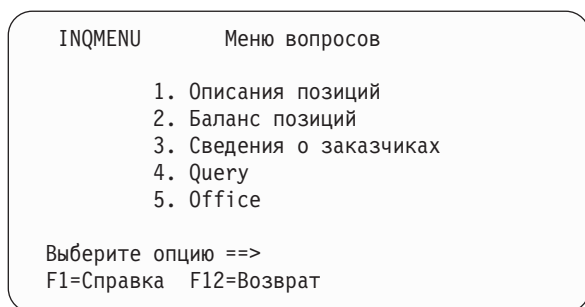 INQMENU Меню вопросов
1. Описания позиций
2. Баланс позиций
3. Сведения о заказчиках
4. Query
5. Office
Выберите опцию ==>
F1=Справка F12=Возврат